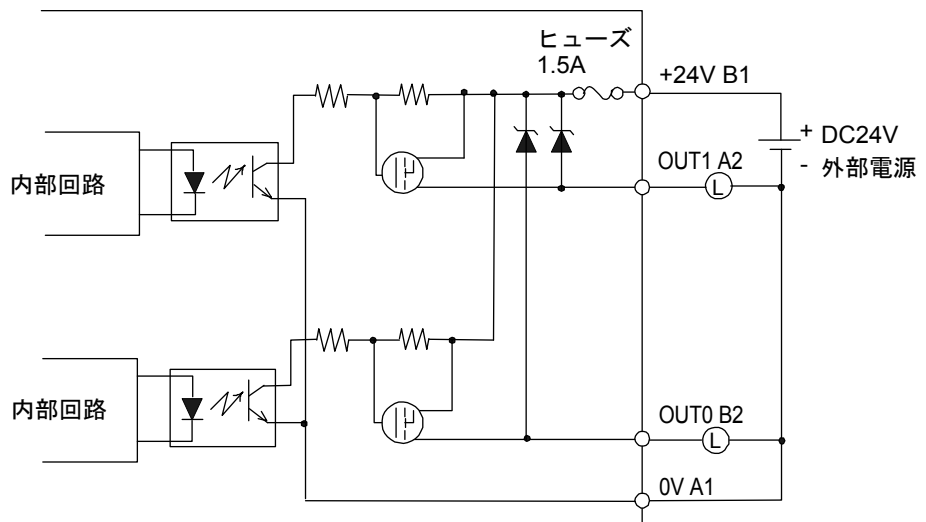 ヒューズ
1.5A
+24V B1
+ DC24V
- 外部電源
OUT1 A2
L
内部回路
内部回路
OUT0 B2
L
0V A1